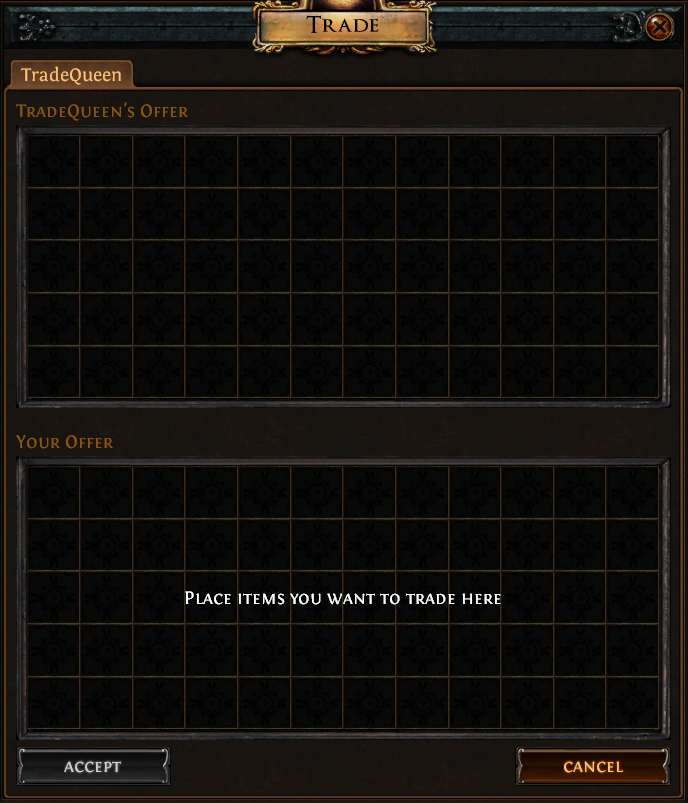 Trade
TradeQueen
TradeQueen's Offer
Your Offer
Place items you want to trade here
ACCEPT
CANCEL